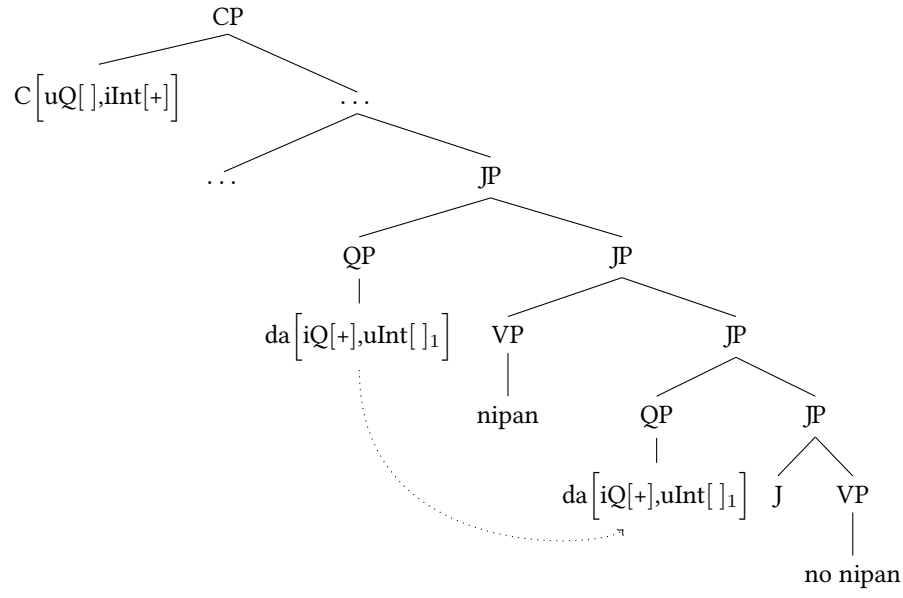 CP
C[uQ[ ],iInt[+]]
. . .
. . .
JP
QP
JP
da[iQ[+],uInt[ ]₁]
VP
JP
nipan
QP
JP
da[iQ[+],uInt[ ]₁]
J
VP
no nipan